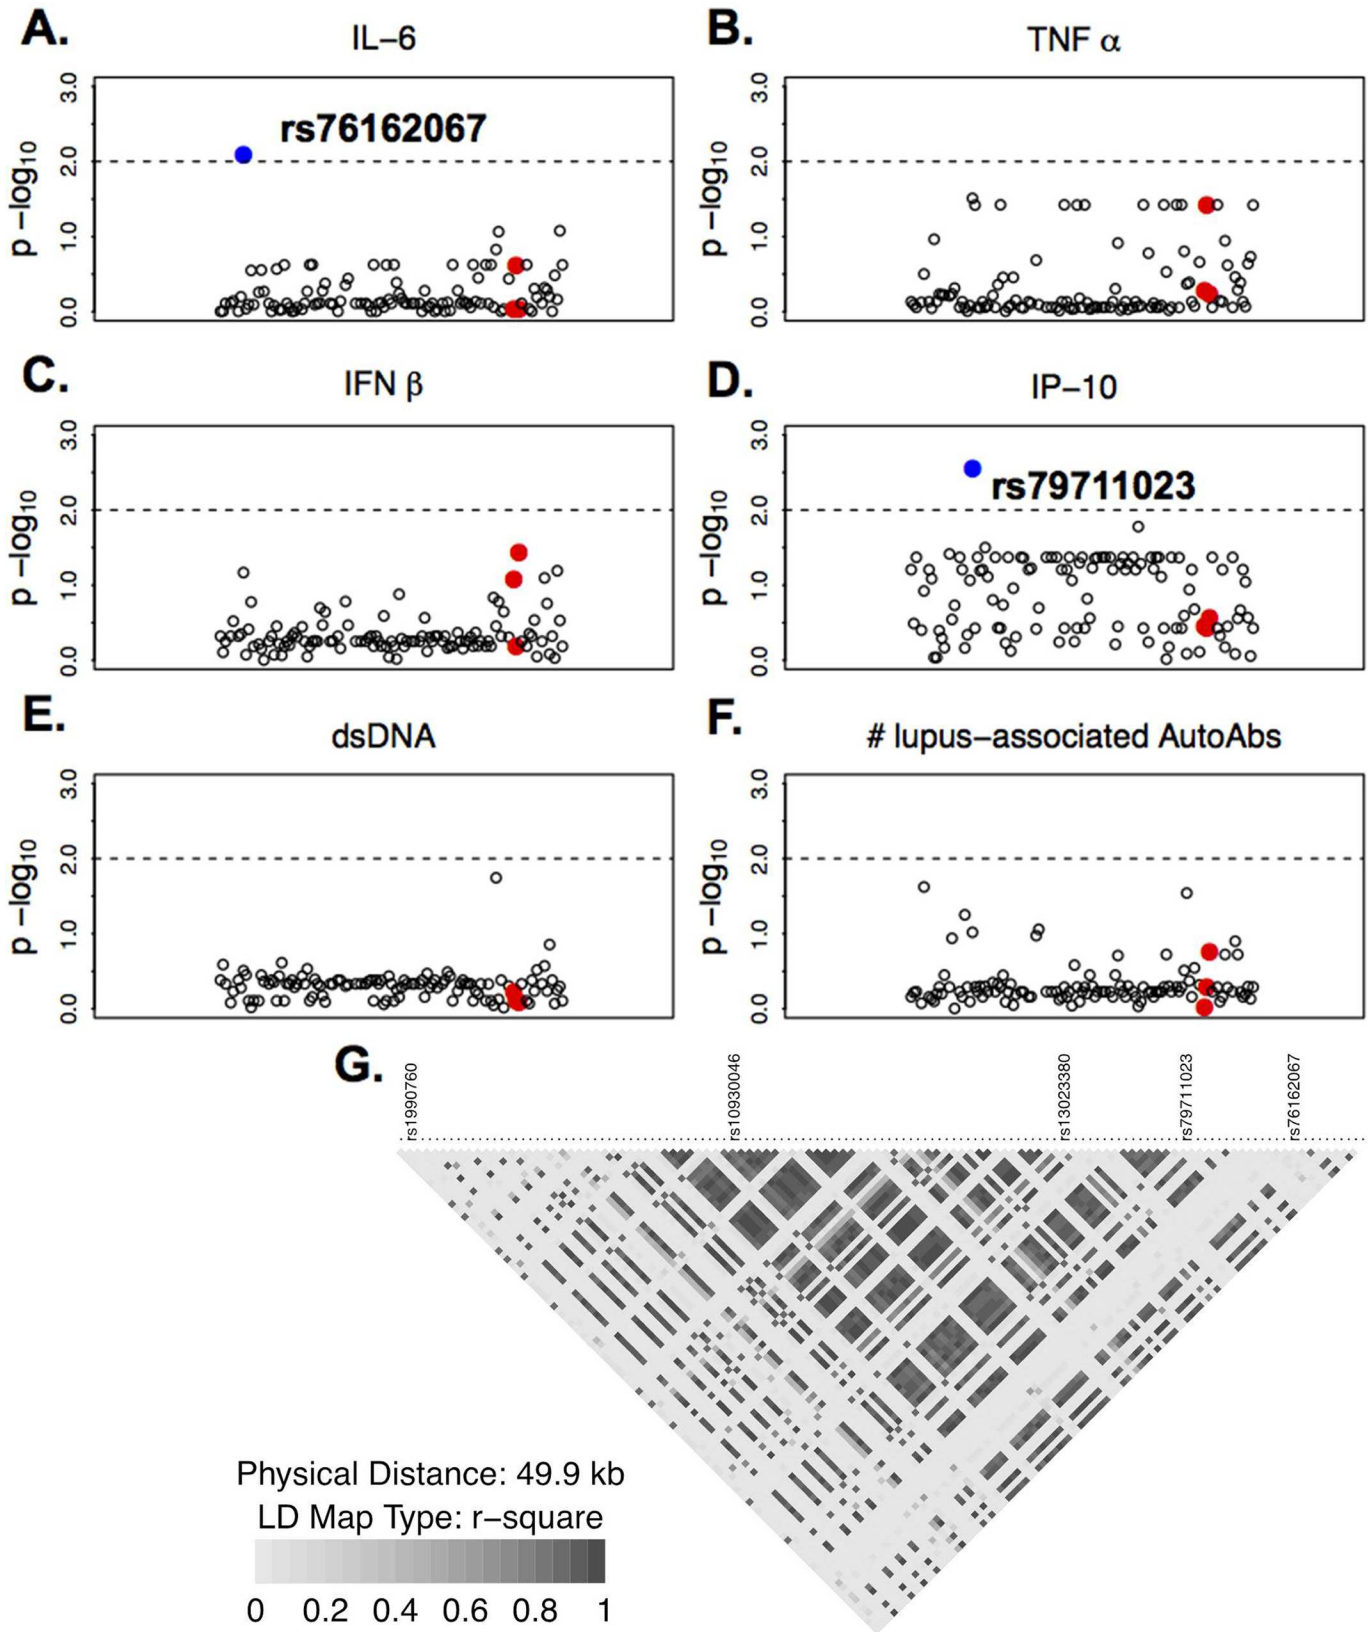 A.
IL−6
3.0
2.0
1.0
0.0
p −log10
rs76162067
B.
TNF α
3.0
2.0
1.0
0.0
p −log10
C.
IFN β
3.0
2.0
1.0
0.0
p −log10
D.
IP−10
3.0
2.0
1.0
0.0
p −log10
rs79711023
E.
dsDNA
3.0
2.0
1.0
0.0
p −log10
F.
# lupus−associated AutoAbs
3.0
2.0
1.0
0.0
p −log10
G.
rs1990760
rs10930046
rs13023380
rs79711023
rs76162067
Physical Distance: 49.9 kb
LD Map Type: r−square
0 0.2 0.4 0.6 0.8 1